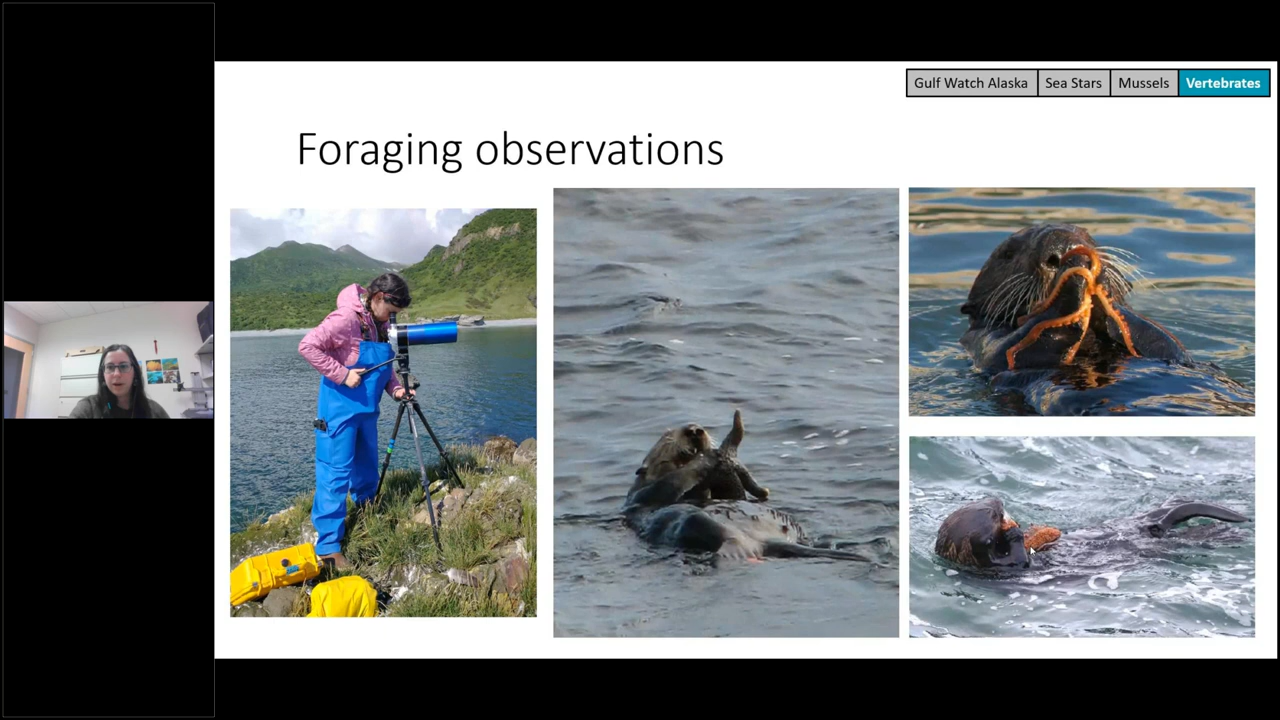 Gulf Watch Alaska
Sea Stars
Mussels
Vertebrates
Foraging observations